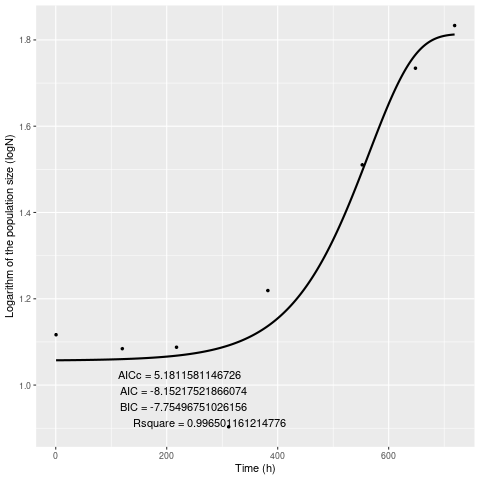 1.8
1.6
1.4
1.2
1.0
Logarithm of the population size (logN)
AICc = 5.1811581146726
AIC = -8.15217521866074
BIC = -7.75496751026156
Rsquare = 0.996501161214776
0 200 400 600
Time (h)